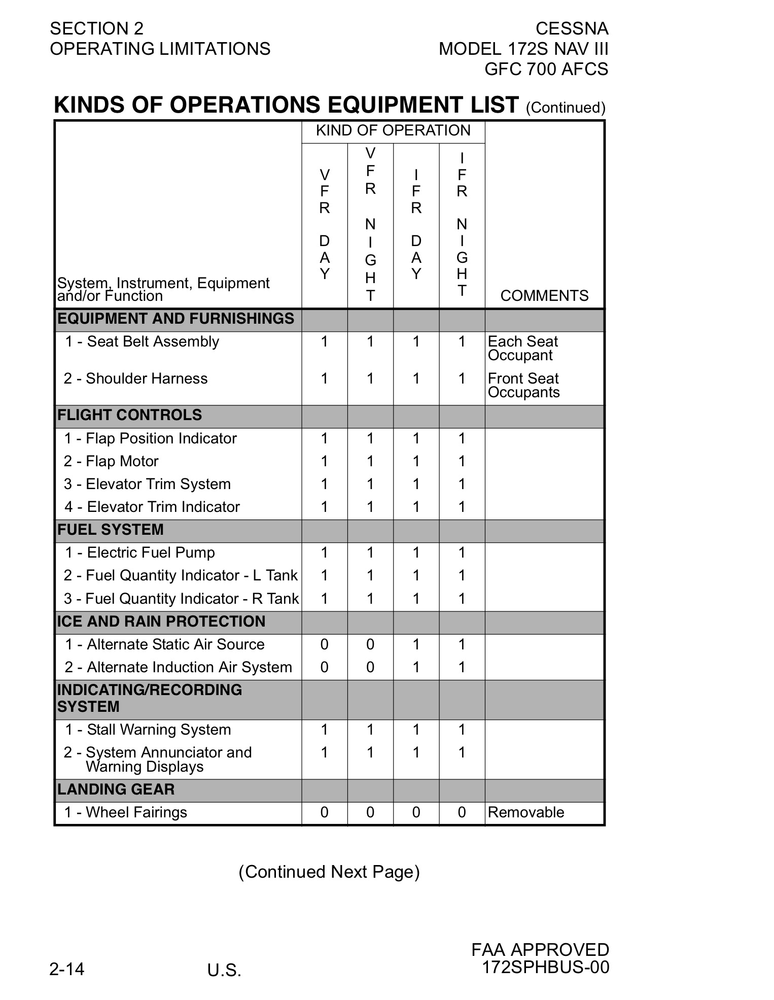 SECTION 2
OPERATING LIMITATIONS
CESSNA
MODEL 172S NAV III
GFC 700 AFCS
KINDS OF OPERATIONS EQUIPMENT LIST (Continued)
System, Instrument, Equipment
and/or Function
KIND OF OPERATION
VFR DAY
VFR NIGHT
IFR DAY
IFR NIGHT
COMMENTS
EQUIPMENT AND FURNISHINGS
1 - Seat Belt Assembly 1 1 1 1 Each Seat
Occupant
2 - Shoulder Harness 1 1 1 1 Front Seat
Occupants
FLIGHT CONTROLS
1 - Flap Position Indicator 1 1 1 1
2 - Flap Motor 1 1 1 1
3 - Elevator Trim System 1 1 1 1
4 - Elevator Trim Indicator 1 1 1 1
FUEL SYSTEM
1 - Electric Fuel Pump 1 1 1 1
2 - Fuel Quantity Indicator - L Tank 1 1 1 1
3 - Fuel Quantity Indicator - R Tank 1 1 1 1
ICE AND RAIN PROTECTION
1 - Alternate Static Air Source 0 0 1 1
2 - Alternate Induction Air System 0 0 1 1
INDICATING/RECORDING
SYSTEM
1 - Stall Warning System 1 1 1 1
2 - System Annunciator and 1 1 1 1
Warning Displays
LANDING GEAR
1 - Wheel Fairings 0 0 0 0 Removable
(Continued Next Page)
FAA APPROVED
2-14 U.S. 172SPHBUS-00